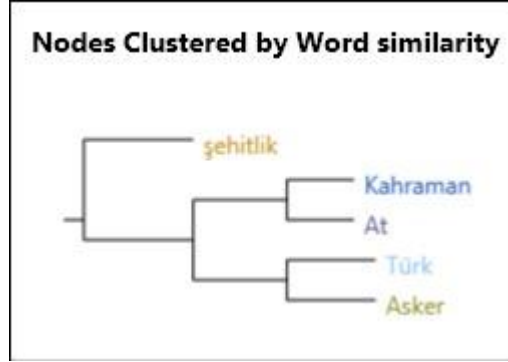 Nodes Clustered by Word similarity
şehitlik
Kahraman
At
Türk
Asker